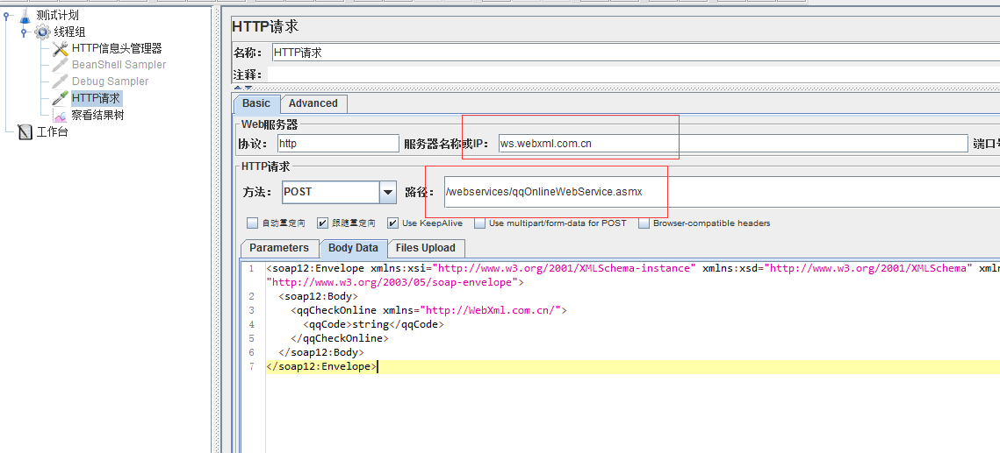 测试计划
线程组
HTTP信息头管理器
BeanShell Sampler
Debug Sampler
HTTP请求
察看结果树
工作台
HTTP请求
名称： HTTP请求
注释：
Basic Advanced
Web服务器
协议： http 服务器名称或IP： ws.webxml.com.cn 端口号
HTTP请求
方法： POST 路径： /webservices/qqOnlineWebService.asmx
自动重定向 跟随重定向 Use KeepAlive Use multipart/form-data for POST Browser-compatible headers
Parameters Body Data Files Upload
1 <soap12:Envelope xmlns:xsi="http://www.w3.org/2001/XMLSchema-instance" xmlns:xsd="http://www.w3.org/2001/XMLSchema" xml
"http://www.w3.org/2003/05/soap-envelope">
2 <soap12:Body>
3 <qqCheckOnline xmlns="http://WebXml.com.cn/">
4 <qqCode>string</qqCode>
5 </qqCheckOnline>
6 </soap12:Body>
7 </soap12:Envelope>